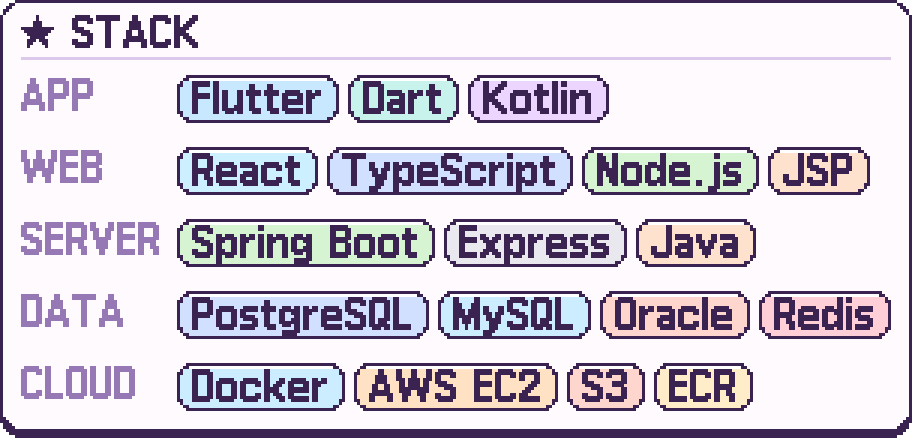 ★ STACK
APP Flutter Dart Kotlin
WEB React TypeScript Node.js JSP
SERVER Spring Boot Express Java
DATA PostgreSQL MySQL Oracle Redis
CLOUD Docker AWS EC2 S3 ECR